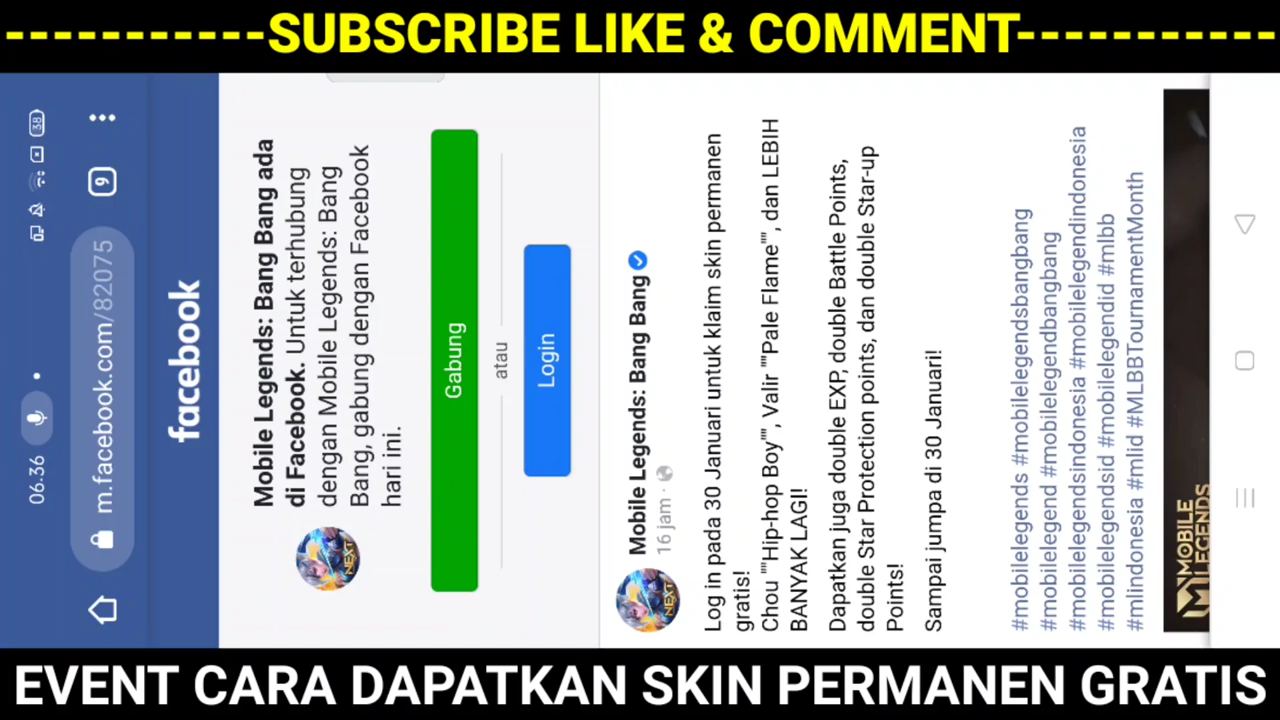 -----------SUBSCRIBE LIKE & COMMENT-----------
06.36
38
m.facebook.com/82075
9
facebook
Mobile Legends: Bang Bang ada
di Facebook. Untuk terhubung
dengan Mobile Legends: Bang
Bang, gabung dengan Facebook
hari ini.
NEXT
Gabung
atau
Login
Mobile Legends: Bang Bang
16 jam ·
NEXT
Log in pada 30 Januari untuk klaim skin permanen
gratis!
Chou ""Hip-hop Boy"", Valir ""Pale Flame"", dan LEBIH
BANYAK LAGI!
Dapatkan juga double EXP, double Battle Points,
double Star Protection points, dan double Star-up
Points!
Sampai jumpa di 30 Januari!
#mobilelegends #mobilelegendsbangbang
#mobilelegend #mobilelegendbangbang
#mobilelegendsindonesia #mobilelegendindonesia
#mobilelegendsid #mobilelegendid #mlbb
#mlindonesia #mlid #MLBBTournamentMonth
MOBILE
LEGENDS
EVENT CARA DAPATKAN SKIN PERMANEN GRATIS